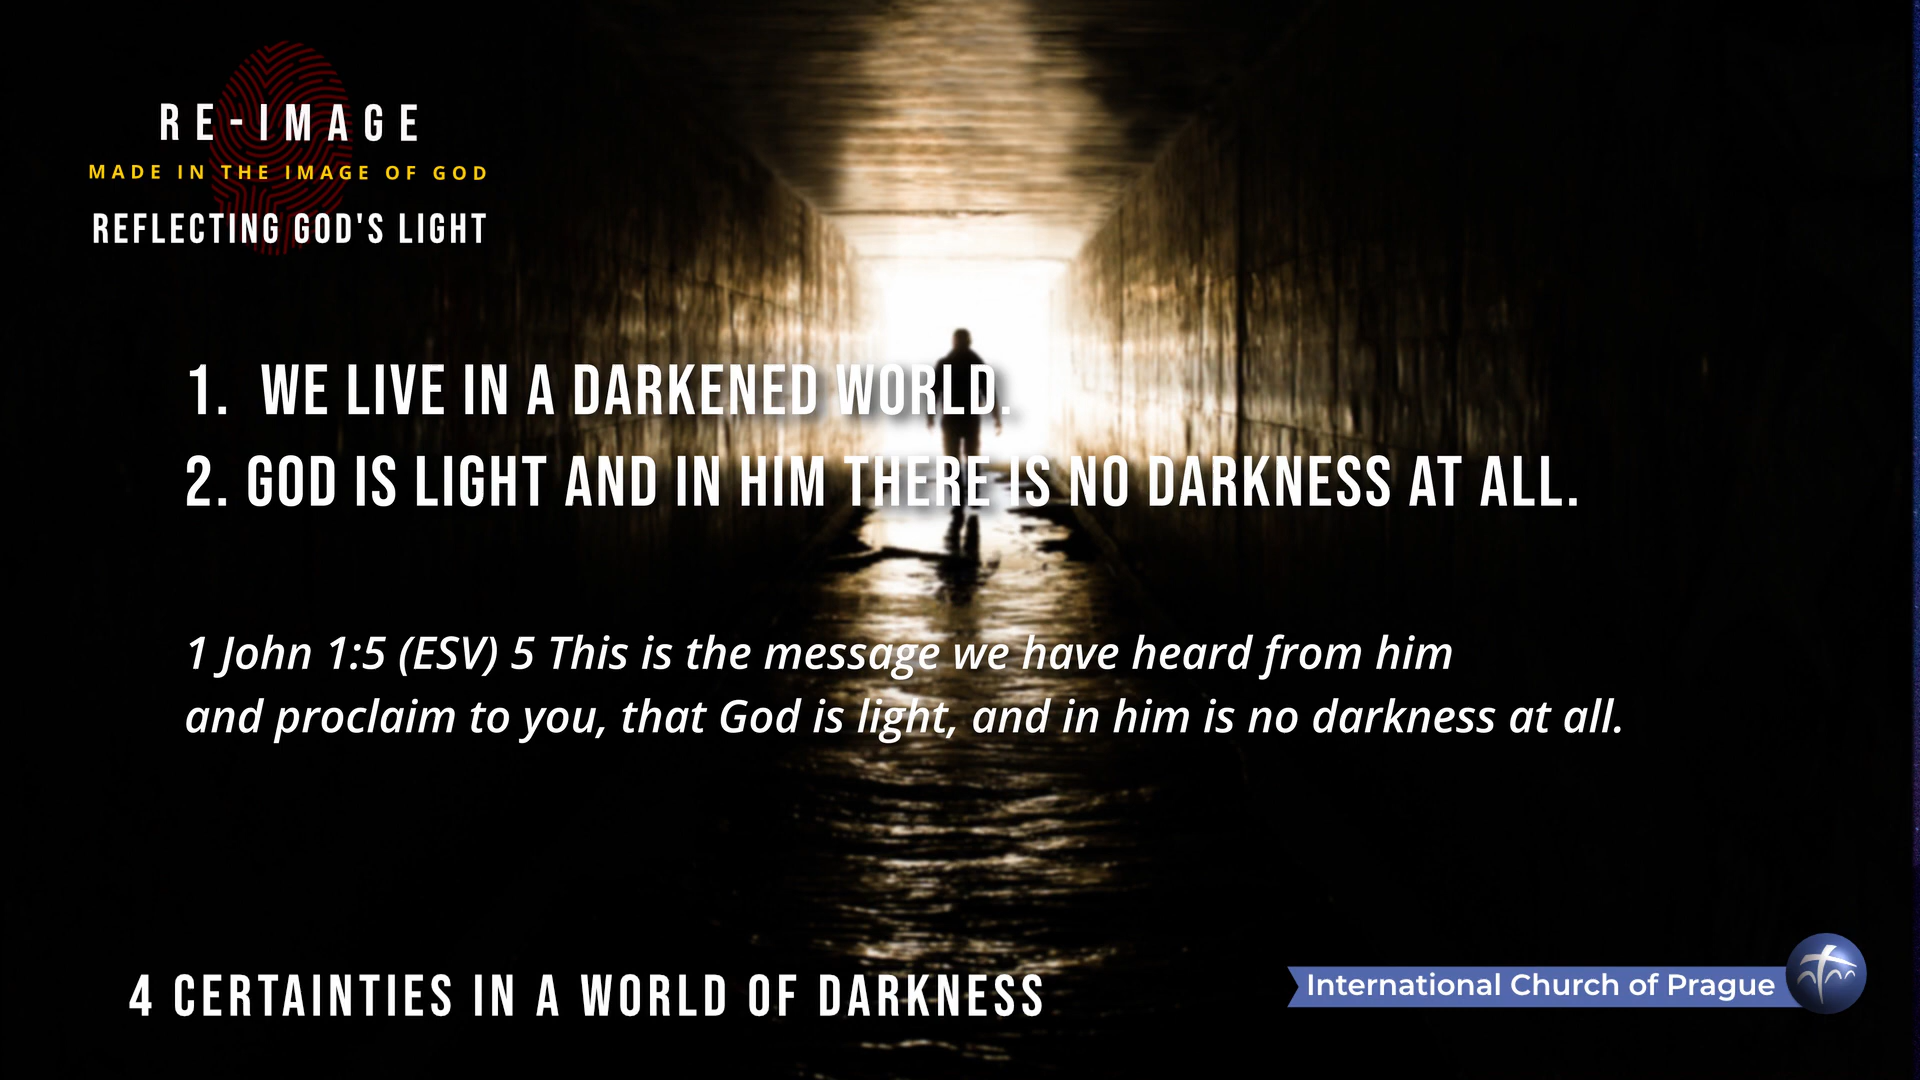 RE-IMAGE
MADE IN THE IMAGE OF GOD
REFLECTING GOD'S LIGHT
1. WE LIVE IN A DARKENED WORLD.
2. GOD IS LIGHT AND IN HIM THERE IS NO DARKNESS AT ALL.
1 John 1:5 (ESV) 5 This is the message we have heard from him
and proclaim to you, that God is light, and in him is no darkness at all.
4 CERTAINTIES IN A WORLD OF DARKNESS
International Church of Prague